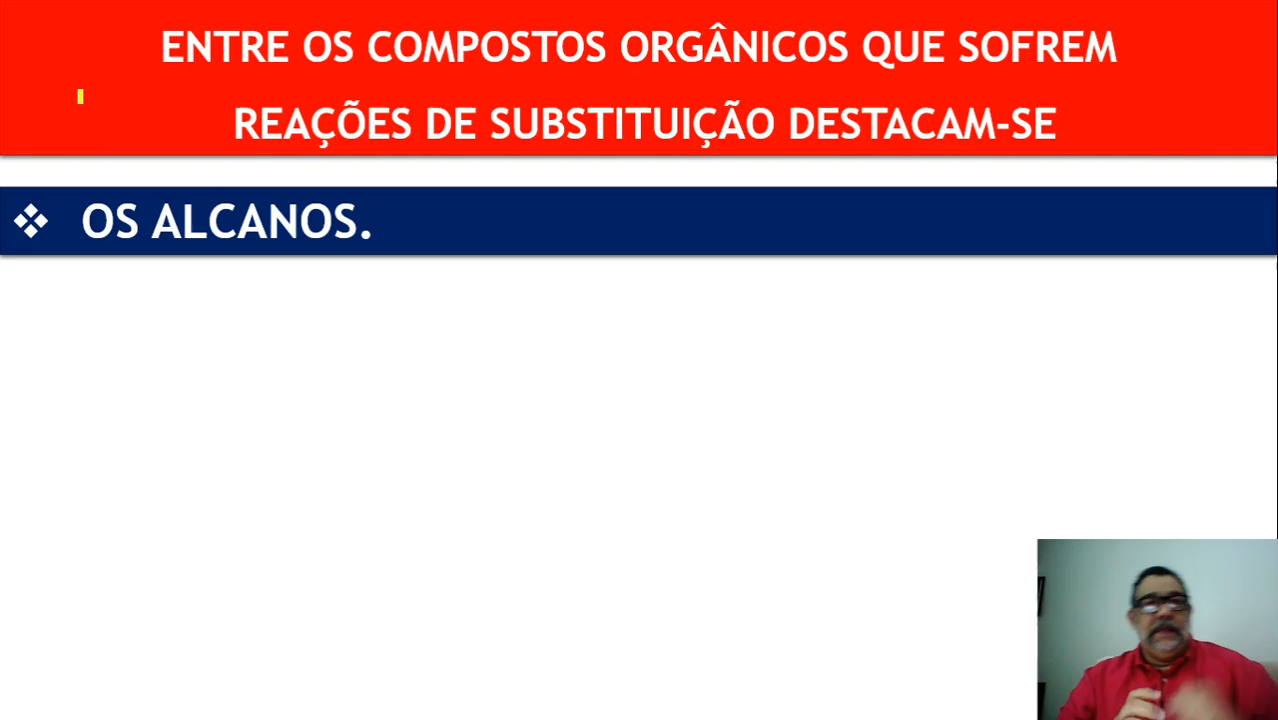 ENTRE OS COMPOSTOS ORGÂNICOS QUE SOFREM
REAÇÕES DE SUBSTITUIÇÃO DESTACAM-SE
❖ OS ALCANOS.